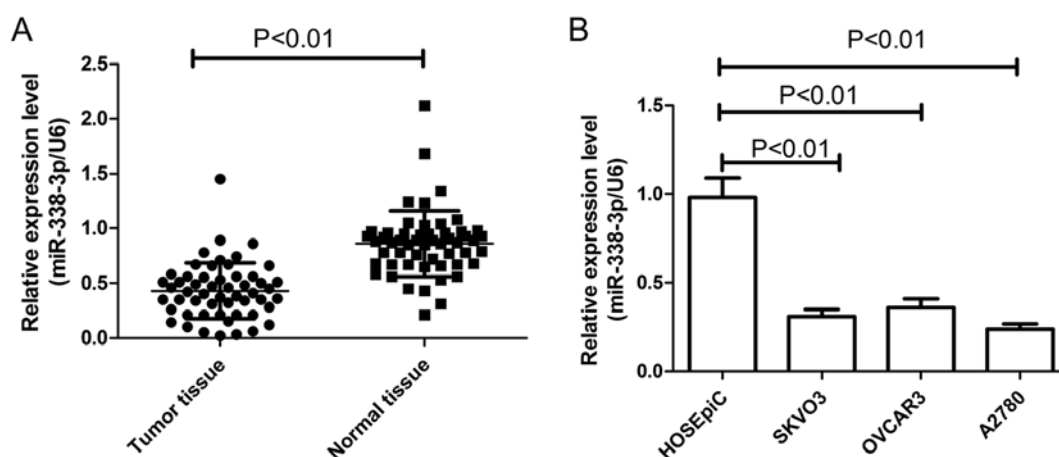 A
P<0.01
Relative expression level
(miR-338-3p/U6)
2.5
2.0
1.5
1.0
0.5
0.0
Tumor tissue
Normal tissue
B
P<0.01
P<0.01
P<0.01
Relative expression level
(miR-338-3p/U6)
1.5
1.0
0.5
0.0
HOSEpiC
SKVO3
OVCAR3
A2780